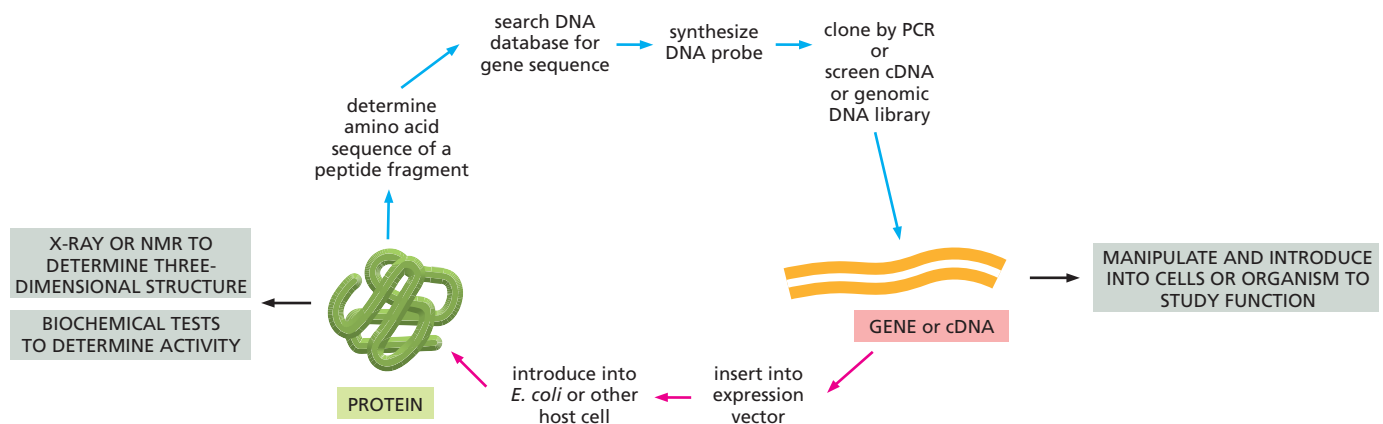 search DNA
database for
gene sequence
synthesize
DNA probe
clone by PCR
or
screen cDNA
or genomic
DNA library
determine
amino acid
sequence of a
peptide fragment
X-RAY OR NMR TO
DETERMINE THREE-
DIMENSIONAL STRUCTURE
BIOCHEMICAL TESTS
TO DETERMINE ACTIVITY
MANIPULATE AND INTRODUCE
INTO CELLS OR ORGANISM TO
STUDY FUNCTION
GENE or cDNA
PROTEIN
introduce into
E. coli or other
host cell
insert into
expression
vector